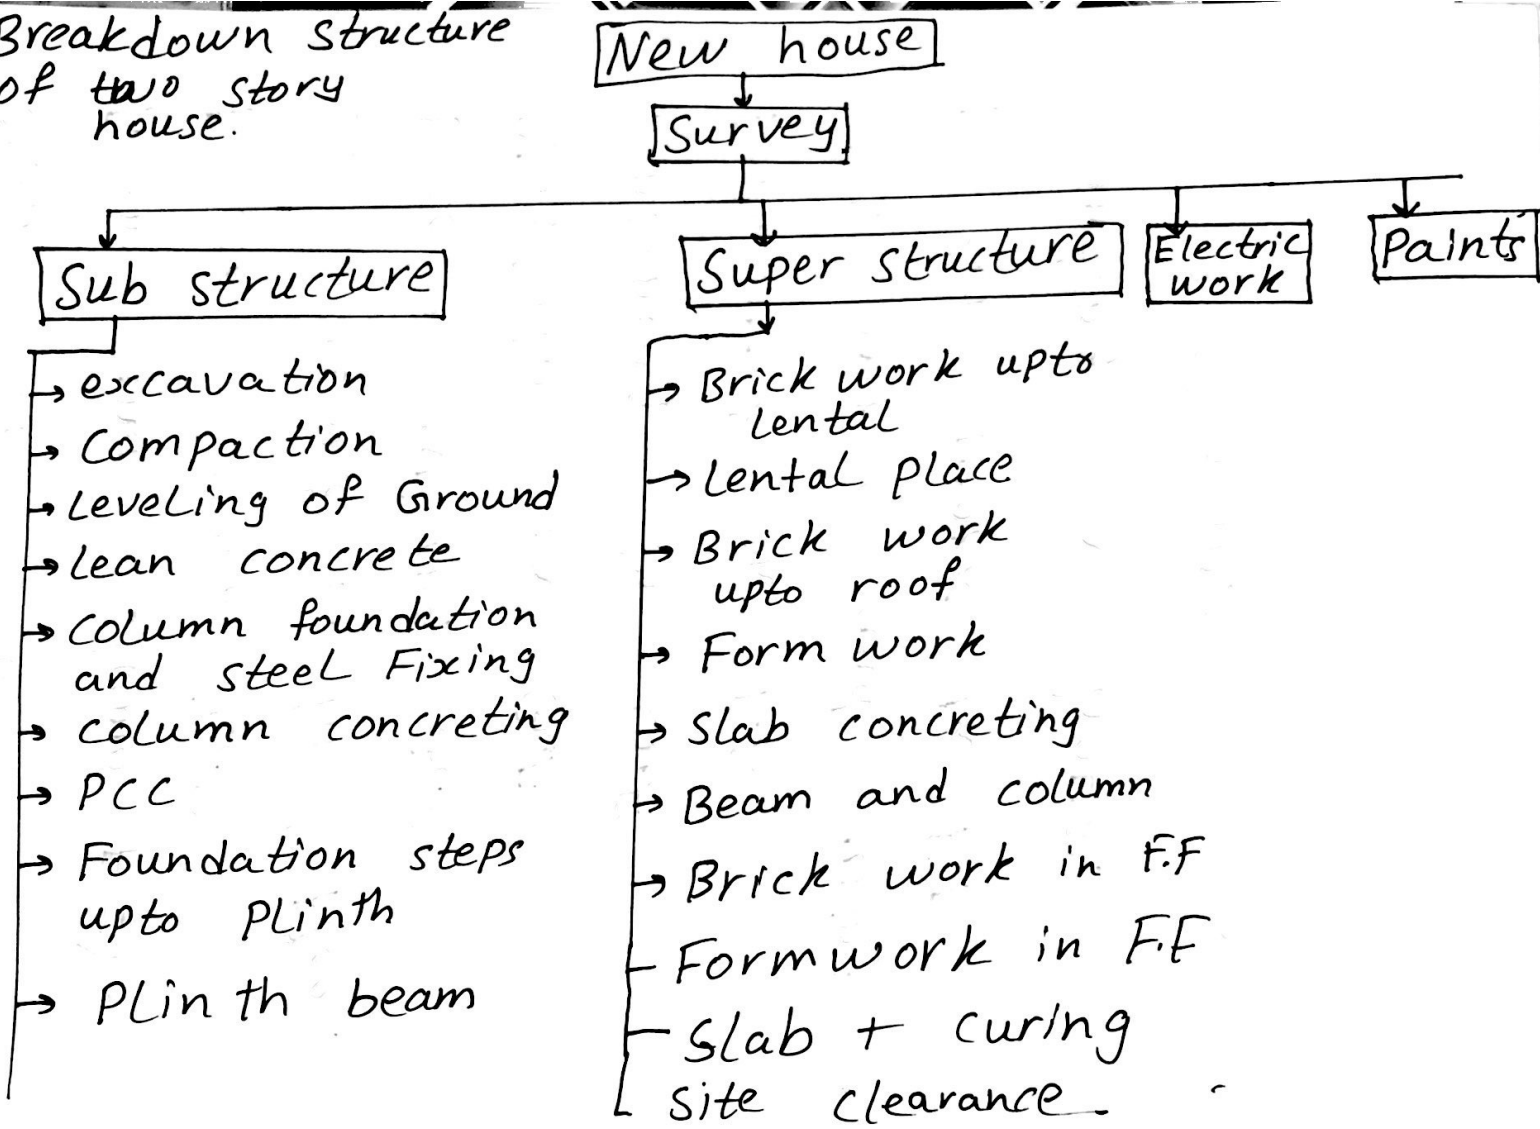 Breakdown structure
of two story
house.
New house
Survey
Sub structure
Super structure
Electric
work
Paints
excavation
Compaction
Leveling of Ground
Lean concrete
Column foundation
and steel Fixing
Column concreting
PCC
Foundation steps
upto Plinth
Plinth beam
Brick work upto
Lental
Lental place
Brick work
upto roof
Form work
Slab concreting
Beam and column
Brick work in F.F
Formwork in F.F
Slab + curing
Site clearance.